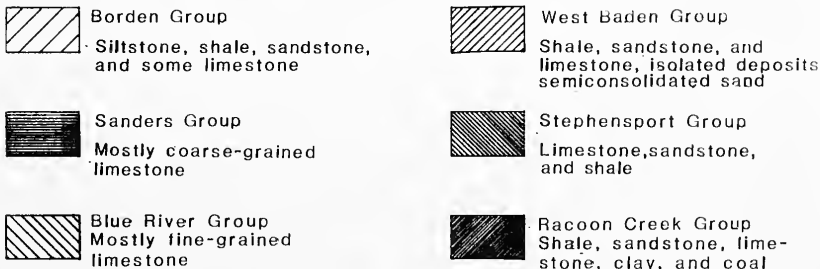 Borden Group
Siltstone, shale, sandstone,
and some limestone
Sanders Group
Mostly coarse-grained
limestone
Blue River Group
Mostly fine-grained
limestone
West Baden Group
Shale, sandstone, and
limestone, isolated deposits
semiconsolidated sand
Stephensport Group
Limestone,sandstone,
and shale
Racoon Creek Group
Shale, sandstone, lime-
stone, clay, and coal